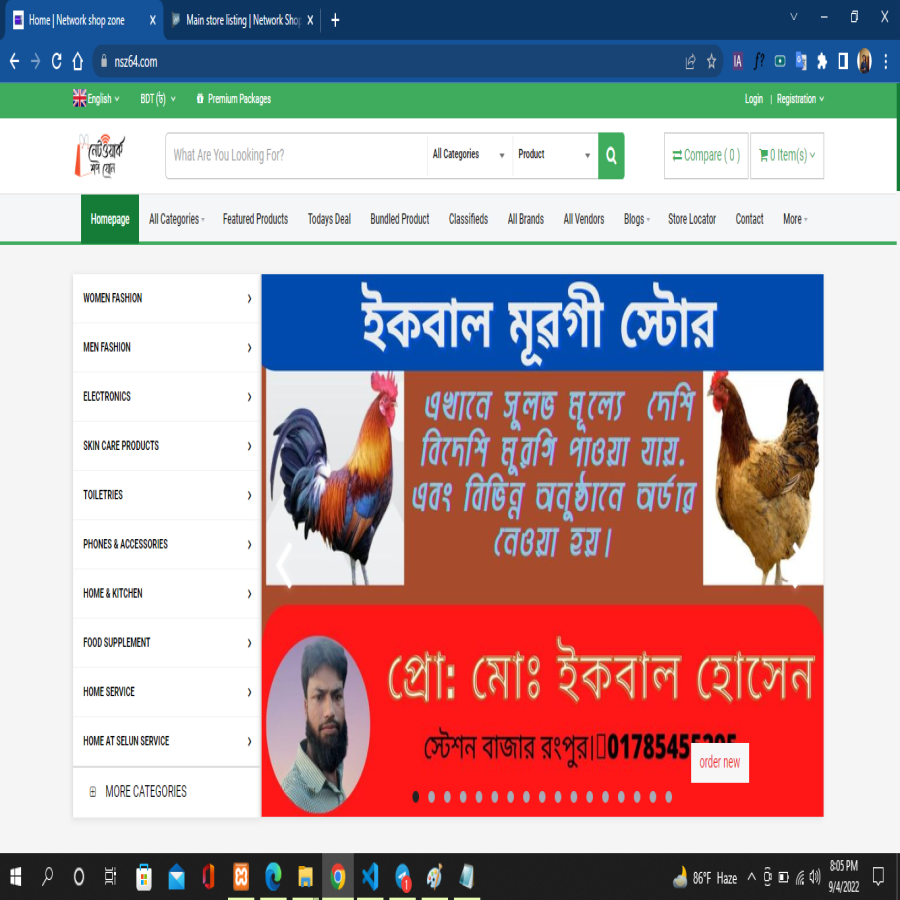 Home | Network shop zone
Main store listing | Network Shop
nsz64.com
English
BDT (৳)
Premium Packages
Login | Registration
নেটওয়ার্ক
শপ জোন
What Are You Looking For?
All Categories
Product
Compare ( 0 )
0 Item(s)
Homepage
All Categories
Featured Products
Todays Deal
Bundled Product
Classifieds
All Brands
All Vendors
Blogs
Store Locator
Contact
More
WOMEN FASHION
MEN FASHION
ELECTRONICS
SKIN CARE PRODUCTS
TOILETRIES
PHONES & ACCESSORIES
HOME & KITCHEN
FOOD SUPPLEMENT
HOME SERVICE
HOME AT SELUN SERVICE
MORE CATEGORIES
ইকবাল মূরগী স্টোর
এখানে সুলভ মূল্যে দেশি
বিদেশি মুরগি পাওয়া যায়.
এবং বিভিন্ন অনুষ্ঠানে অর্ডার
নেওয়া হয়।
প্রো: মোঃ ইকবাল হোসেন
স্টেশন বাজার রংপুর।
order new
86°F Haze
8:05 PM
9/4/2022